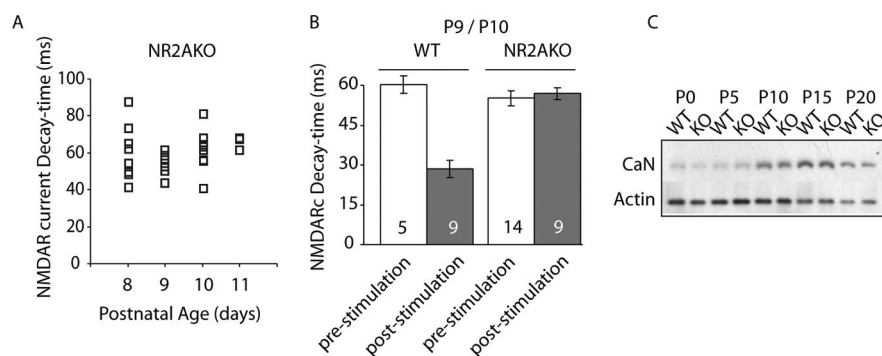 A
NR2AKO
NMDAR current Decay-time (ms)
100
80
60
40
20
0
8 9 10 11
Postnatal Age (days)
B
P9 / P10
WT NR2AKO
NMDARc Decay-time (ms)
60
45
30
15
0
5 9 14 9
pre-stimulation
post-stimulation
pre-stimulation
post-stimulation
C
P0 P5 P10 P15 P20
WT KO WT KO WT KO WT KO WT KO
CaN
Actin